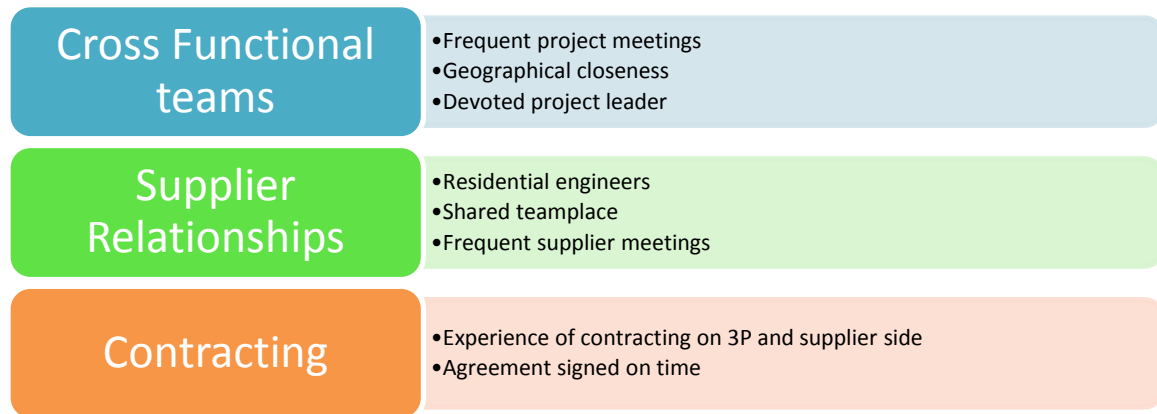 Cross Functional
teams
•Frequent project meetings
•Geographical closeness
•Devoted project leader
Supplier
Relationships
•Residential engineers
•Shared teamplace
•Frequent supplier meetings
Contracting
•Experience of contracting on 3P and supplier side
•Agreement signed on time